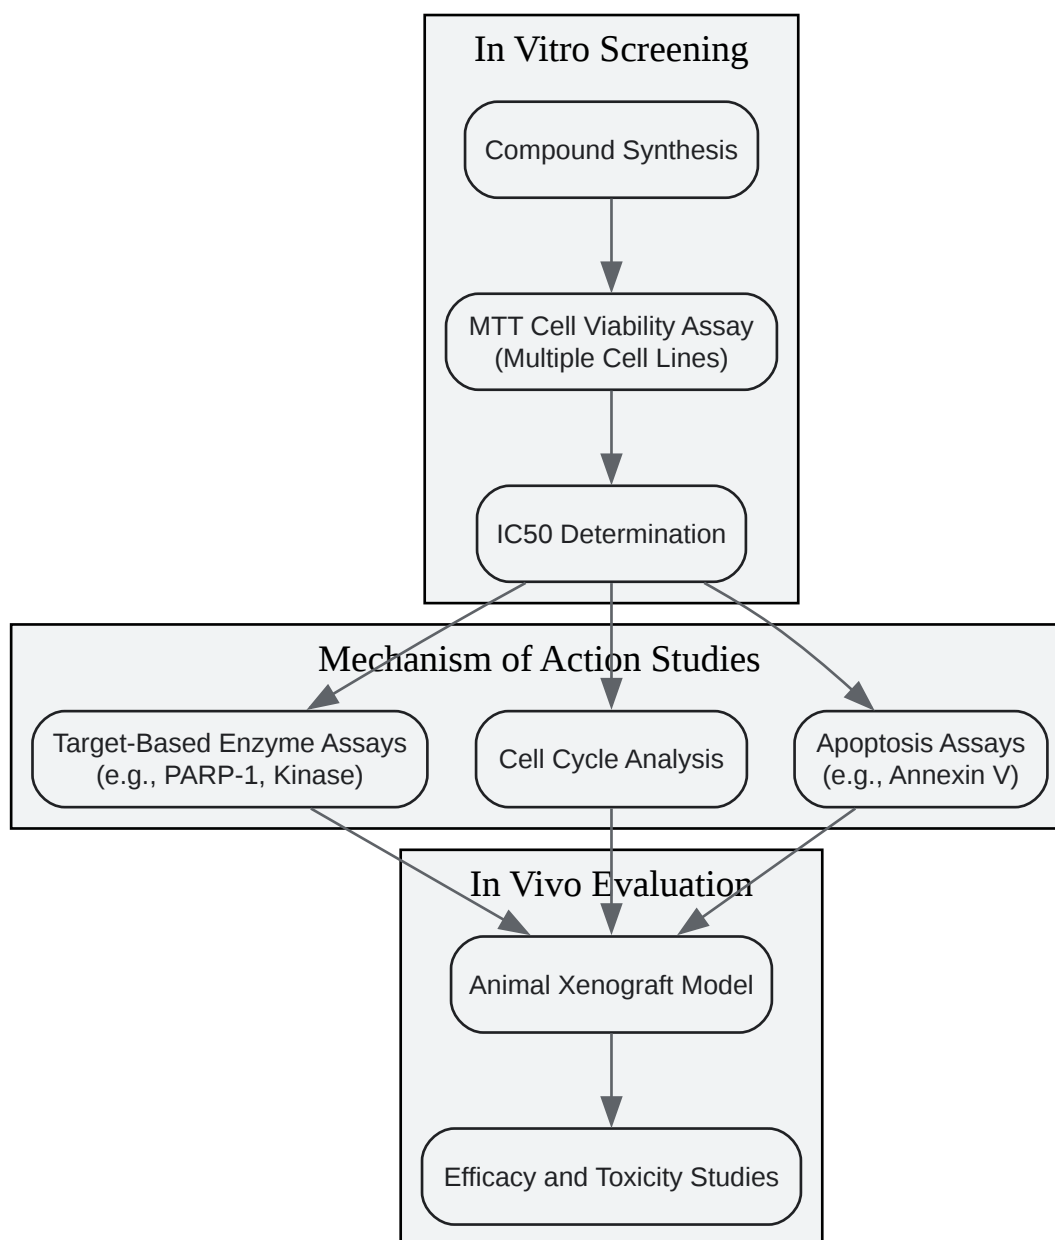 In Vitro Screening
Compound Synthesis
MTT Cell Viability Assay
(Multiple Cell Lines)
IC50 Determination
Mechanism of Action Studies
Target-Based Enzyme Assays
(e.g., PARP-1, Kinase)
Cell Cycle Analysis
Apoptosis Assays
(e.g., Annexin V)
In Vivo Evaluation
Animal Xenograft Model
Efficacy and Toxicity Studies